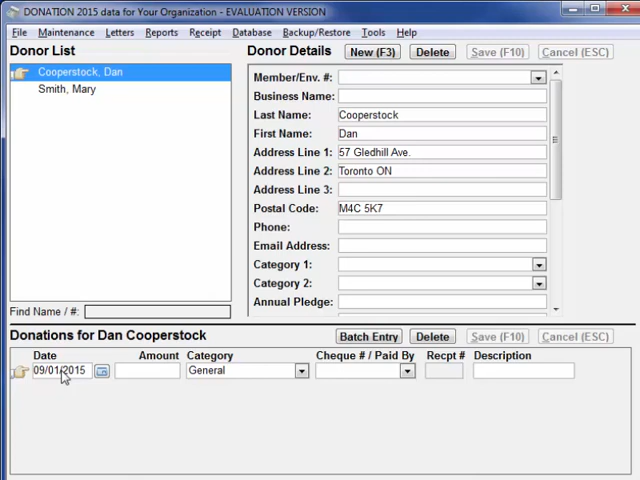 DONATION 2015 data for Your Organization - EVALUATION VERSION
File Maintenance Letters Reports Receipt Database Backup/Restore Tools Help
Donor List
Cooperstock, Dan
Smith, Mary
Find Name / #:
Donor Details New (F3) Delete Save (F10) Cancel (ESC)
Member/Env. #:
Business Name:
Last Name: Cooperstock
First Name: Dan
Address Line 1: 57 Gledhill Ave.
Address Line 2: Toronto ON
Address Line 3:
Postal Code: M4C 5K7
Phone:
Email Address:
Category 1:
Category 2:
Annual Pledge:
Donations for Dan Cooperstock Batch Entry Delete Save (F10) Cancel (ESC)
Date Amount Category Cheque # / Paid By Recpt # Description
09/01/2015 General